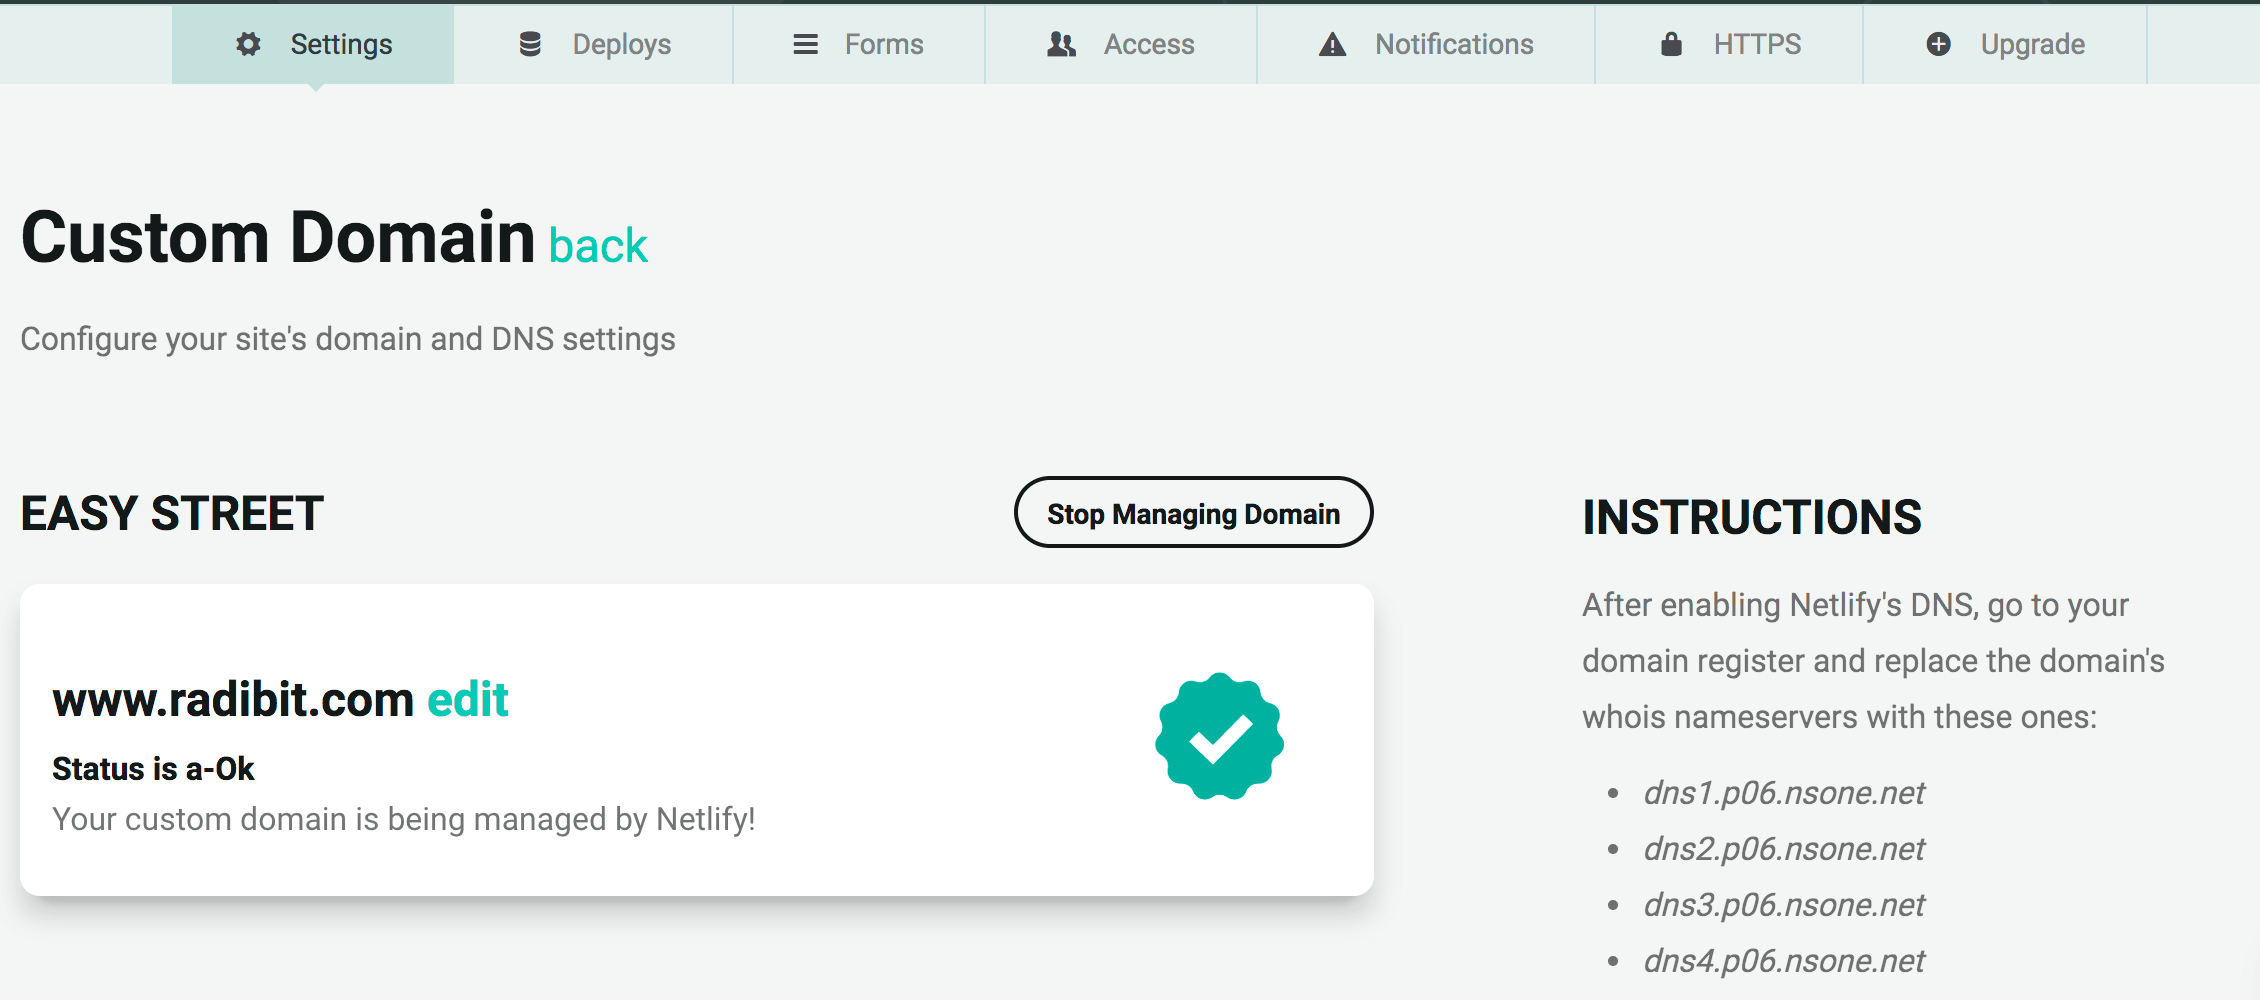 Settings
Deploys
Forms
Access
Notifications
HTTPS
Upgrade
Custom Domain back
Configure your site's domain and DNS settings
EASY STREET
Stop Managing Domain
www.radibit.com edit
Status is a-Ok
Your custom domain is being managed by Netlify!
INSTRUCTIONS
After enabling Netlify's DNS, go to your
domain register and replace the domain's
whois nameservers with these ones:
• dns1.p06.nsone.net
• dns2.p06.nsone.net
• dns3.p06.nsone.net
• dns4.p06.nsone.net